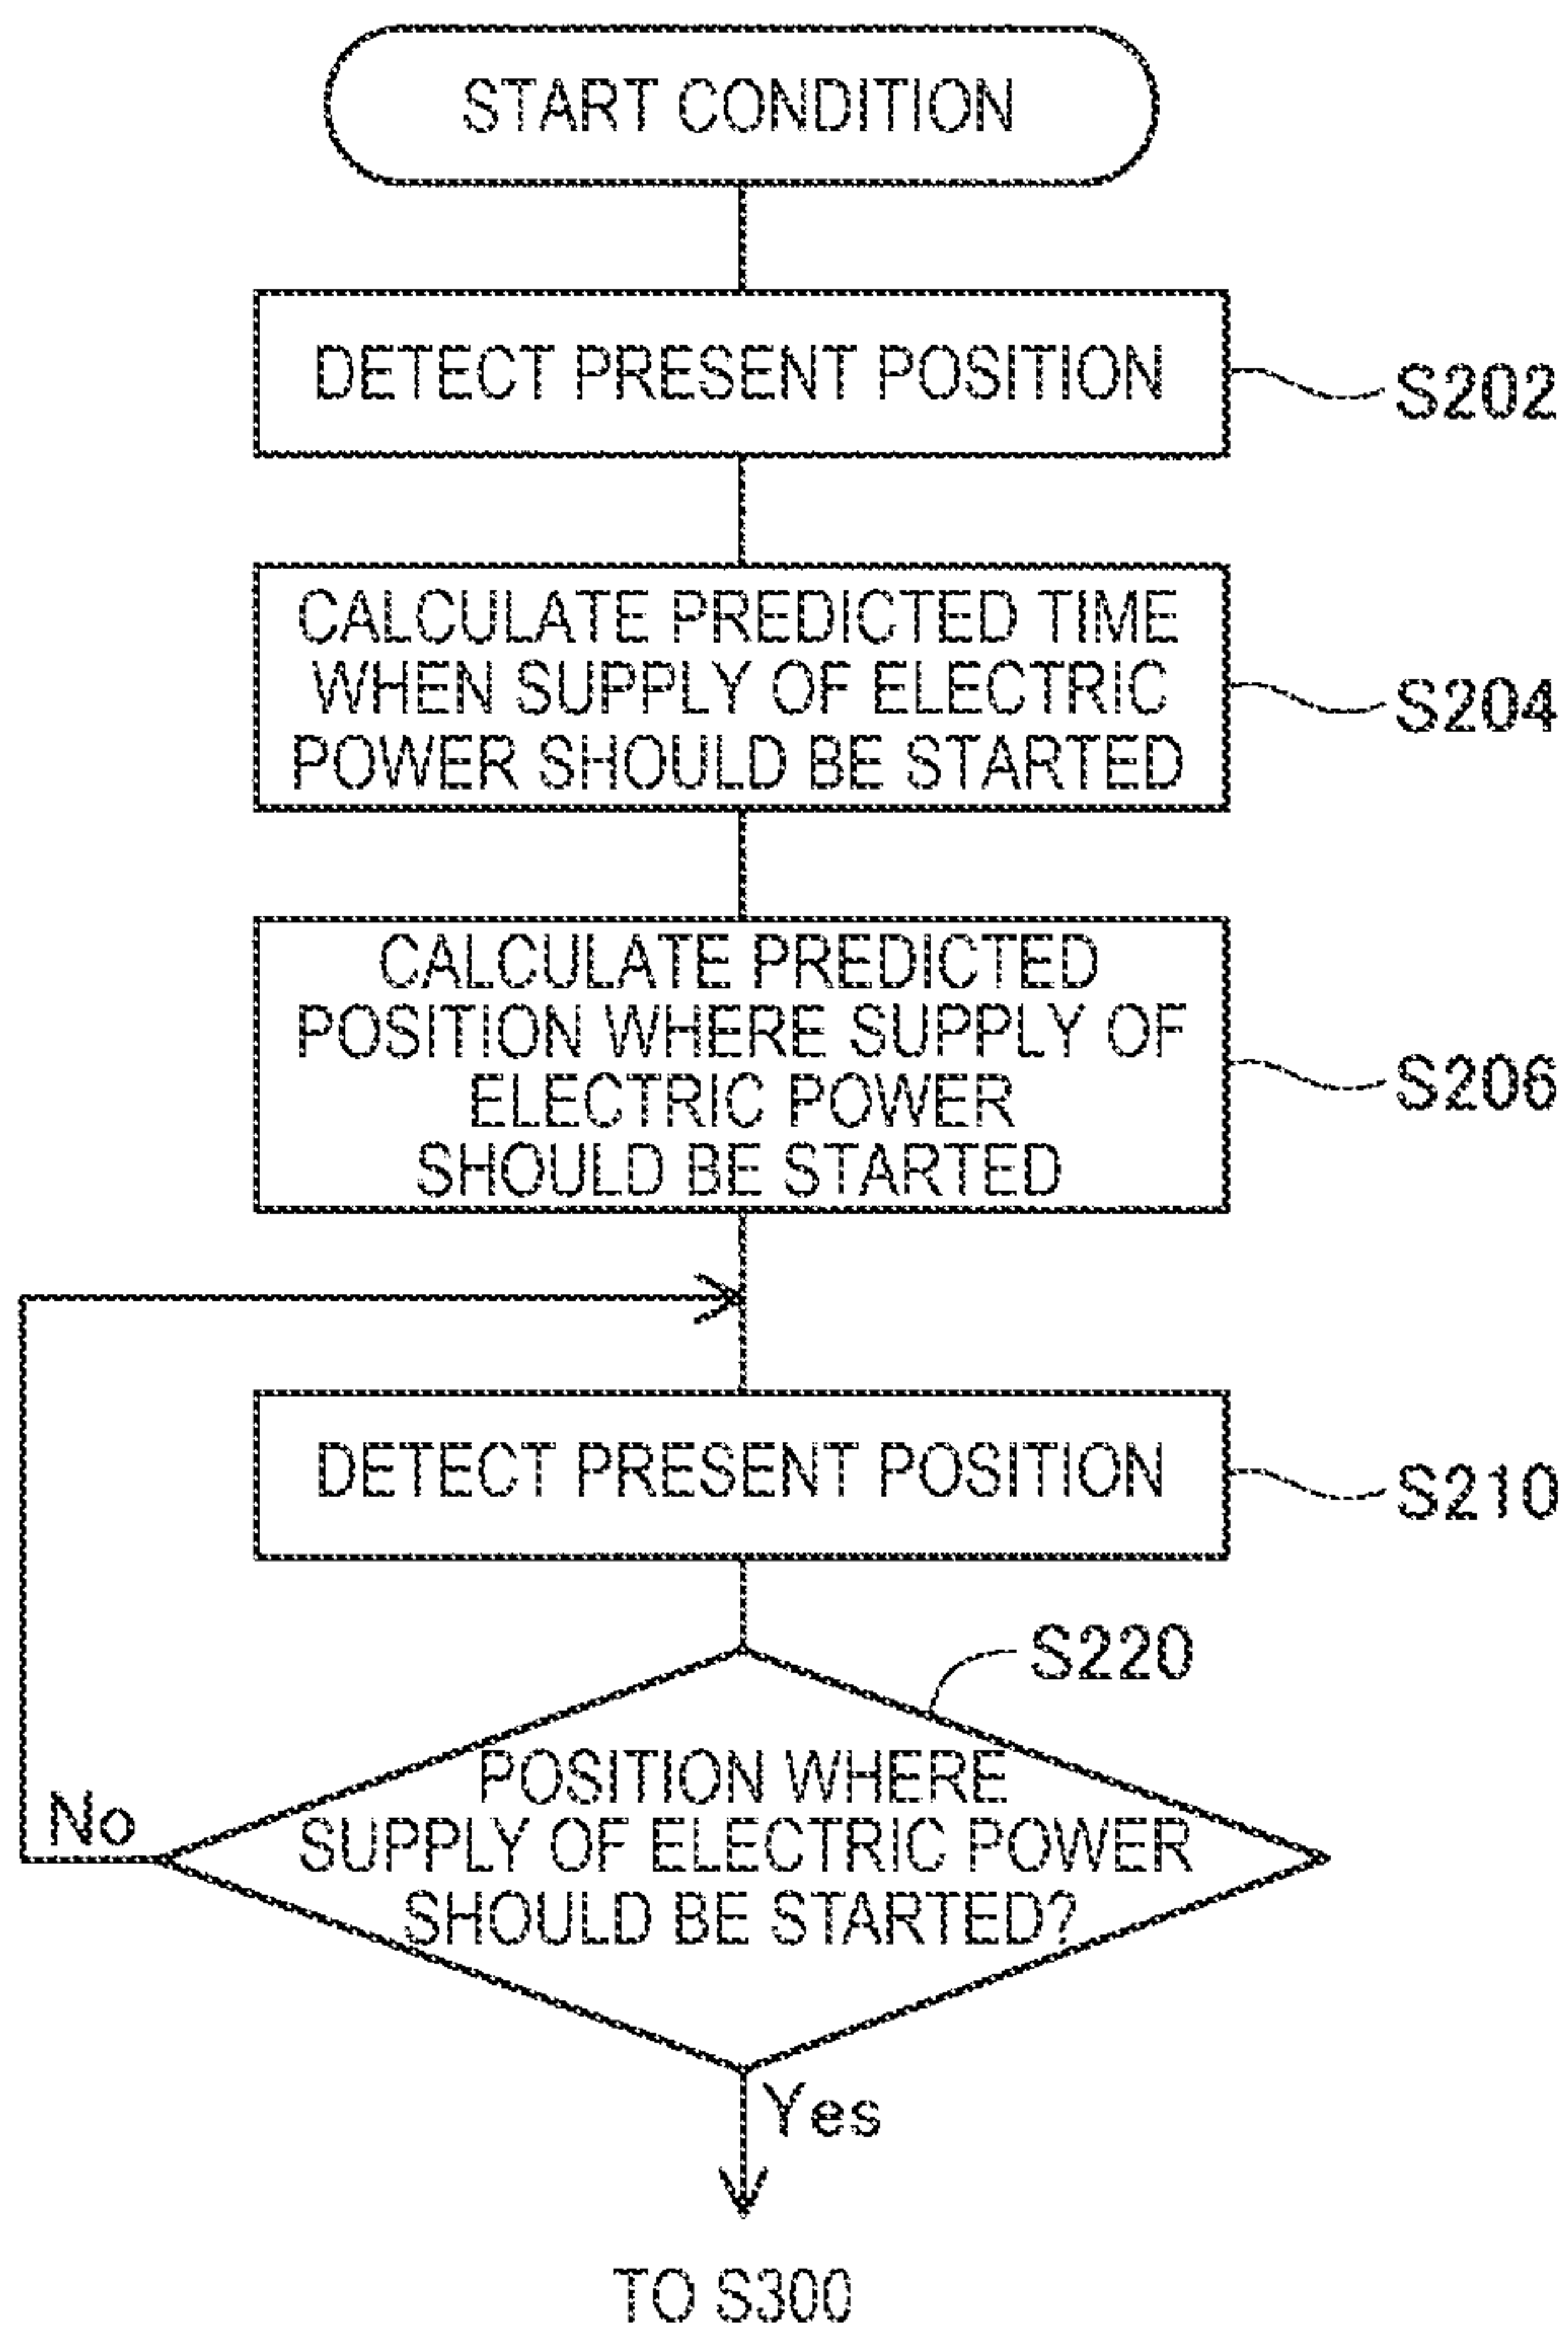 START CONDITION
DETECT PRESENT POSITION
S202
CALCULATE PREDICTED TIME
WHEN SUPPLY OF ELECTRIC
POWER SHOULD BE STARTED
S204
CALCULATE PREDICTED
POSITION WHERE SUPPLY OF
ELECTRIC POWER
SHOULD BE STARTED
S206
DETECT PRESENT POSITION
S210
S220
POSITION WHERE
SUPPLY OF ELECTRIC POWER
SHOULD BE STARTED?
No
Yes
TO S300